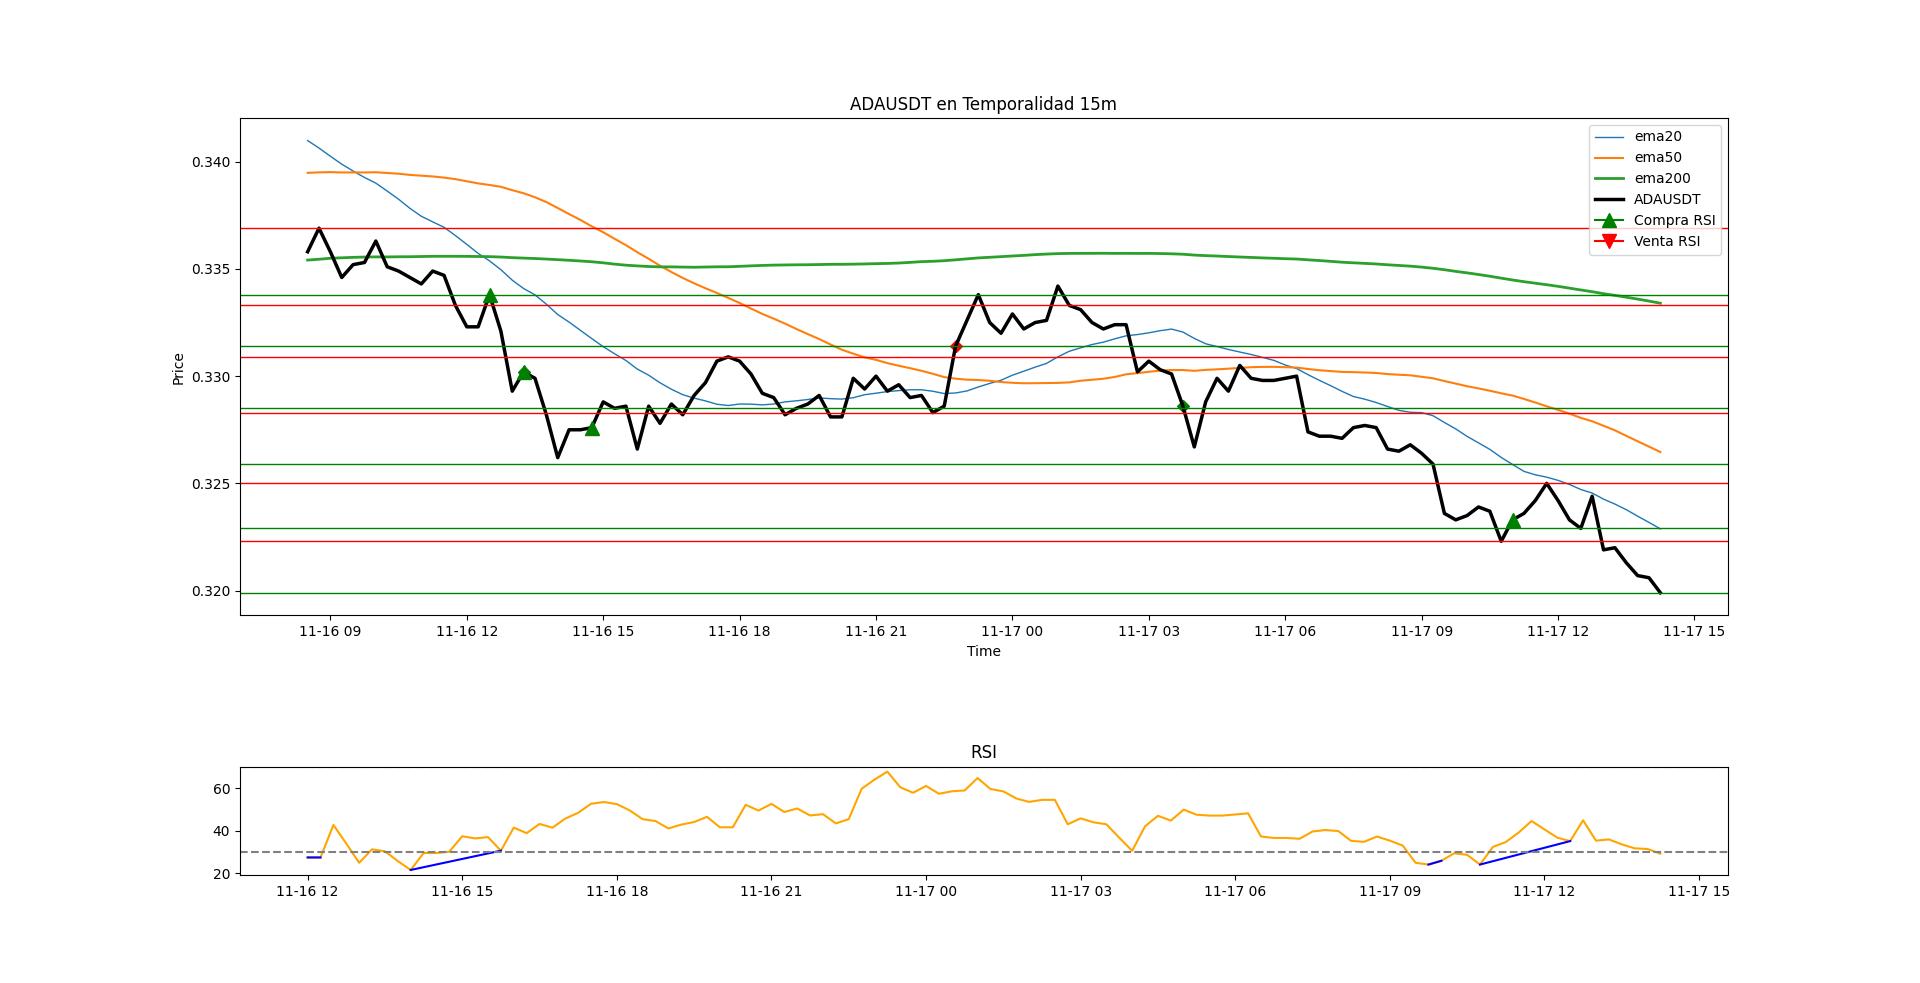 ADAUSDT en Temporalidad 15m
ema20
ema50
ema200
ADAUSDT
Compra RSI
Venta RSI
0.340
0.335
0.330
0.325
0.320
Price
11-16 09 11-16 12 11-16 15 11-16 18 11-16 21 11-17 00 11-17 03 11-17 06 11-17 09 11-17 12 11-17 15
Time
RSI
60
40
20
11-16 12 11-16 15 11-16 18 11-16 21 11-17 00 11-17 03 11-17 06 11-17 09 11-17 12 11-17 15